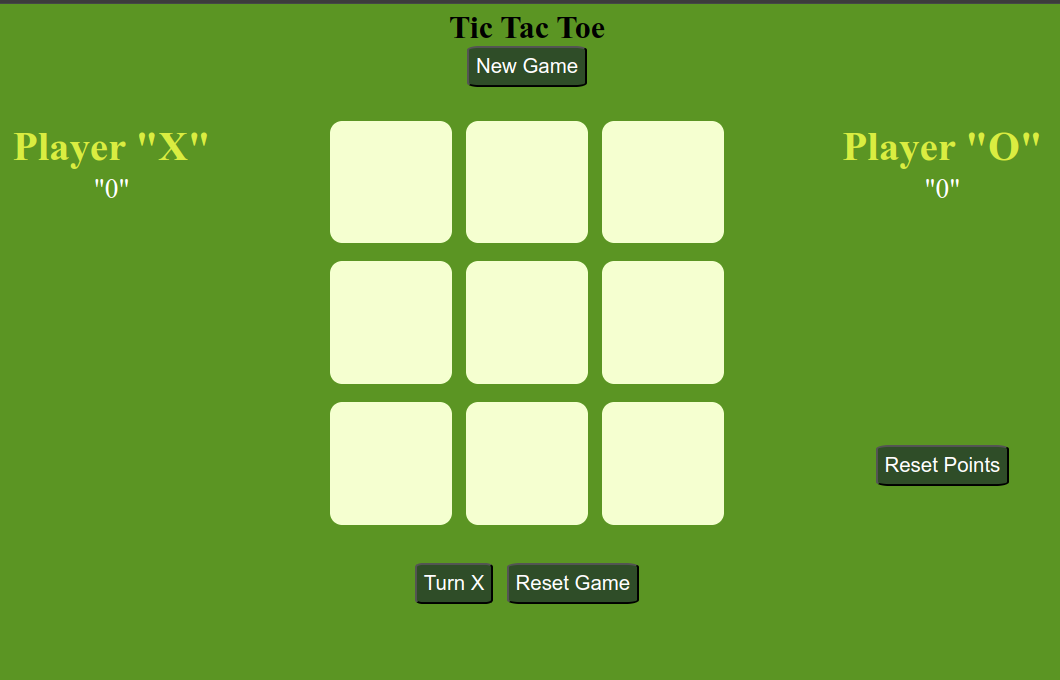 Tic Tac Toe
New Game
Player "X"
"0"
Player "O"
"0"
Reset Points
Turn X
Reset Game